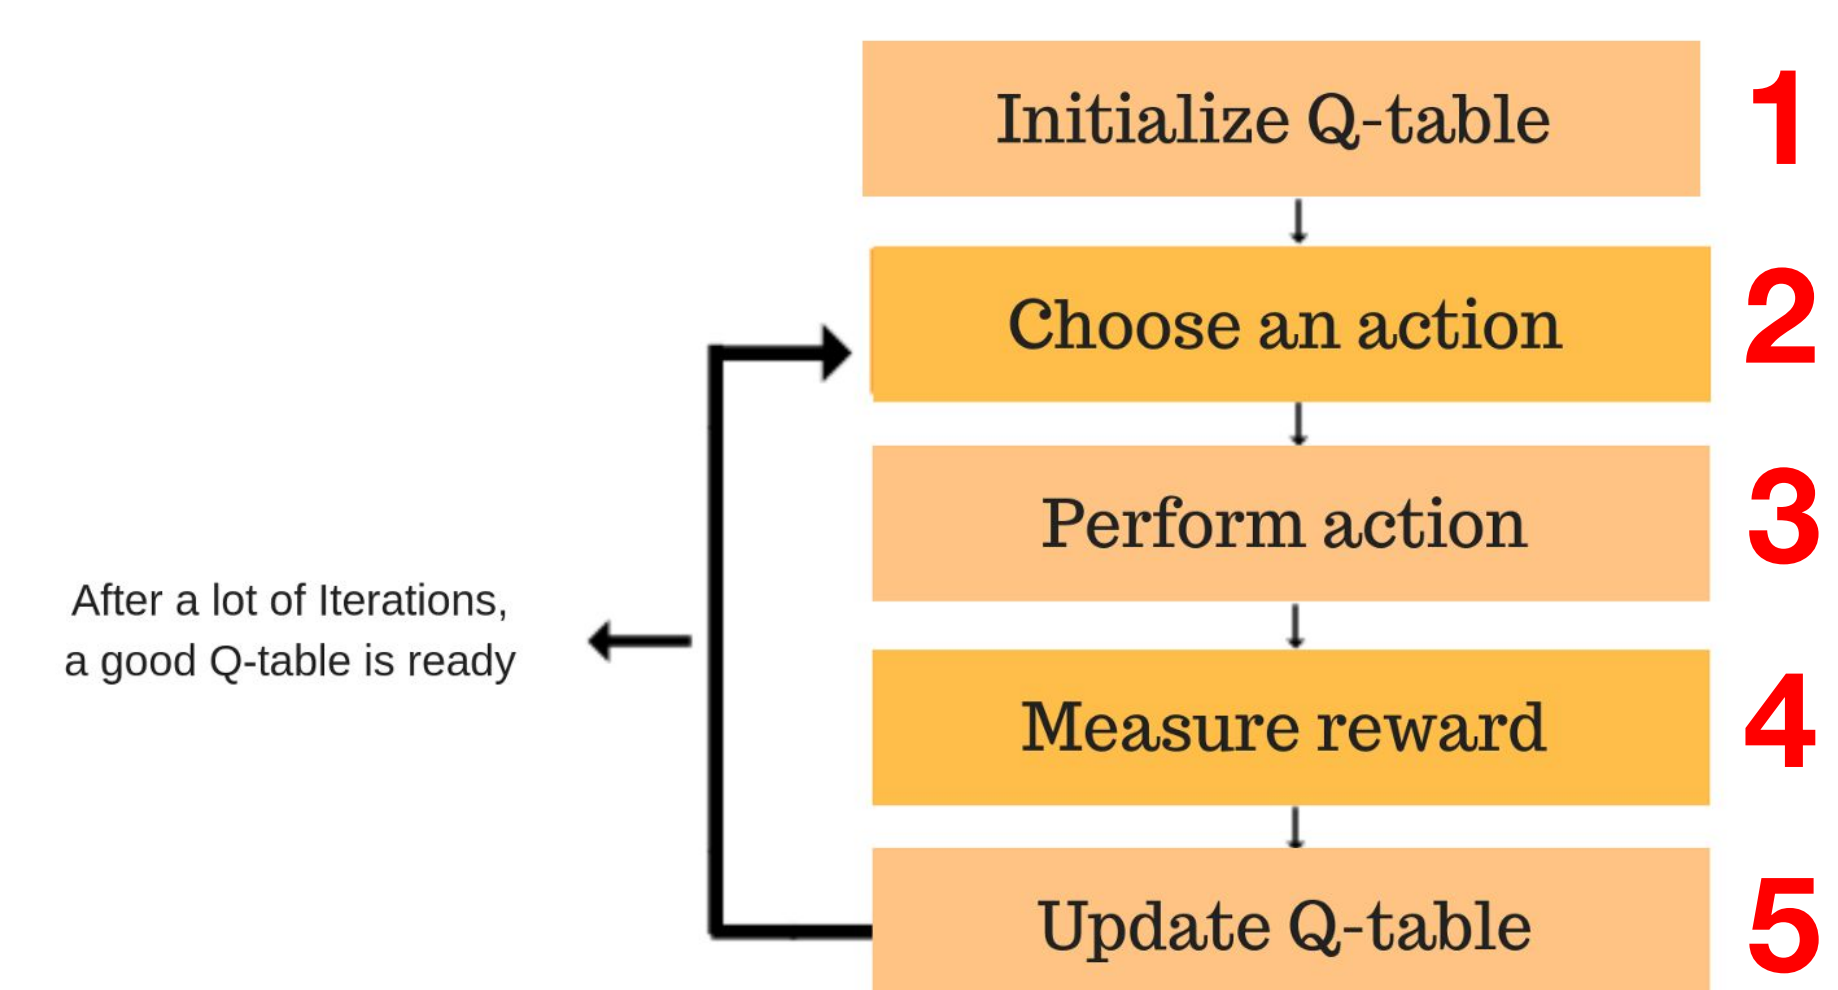 Initialize Q-table
1
Choose an action
2
Perform action
3
After a lot of Iterations,
a good Q-table is ready
Measure reward
4
Update Q-table
5